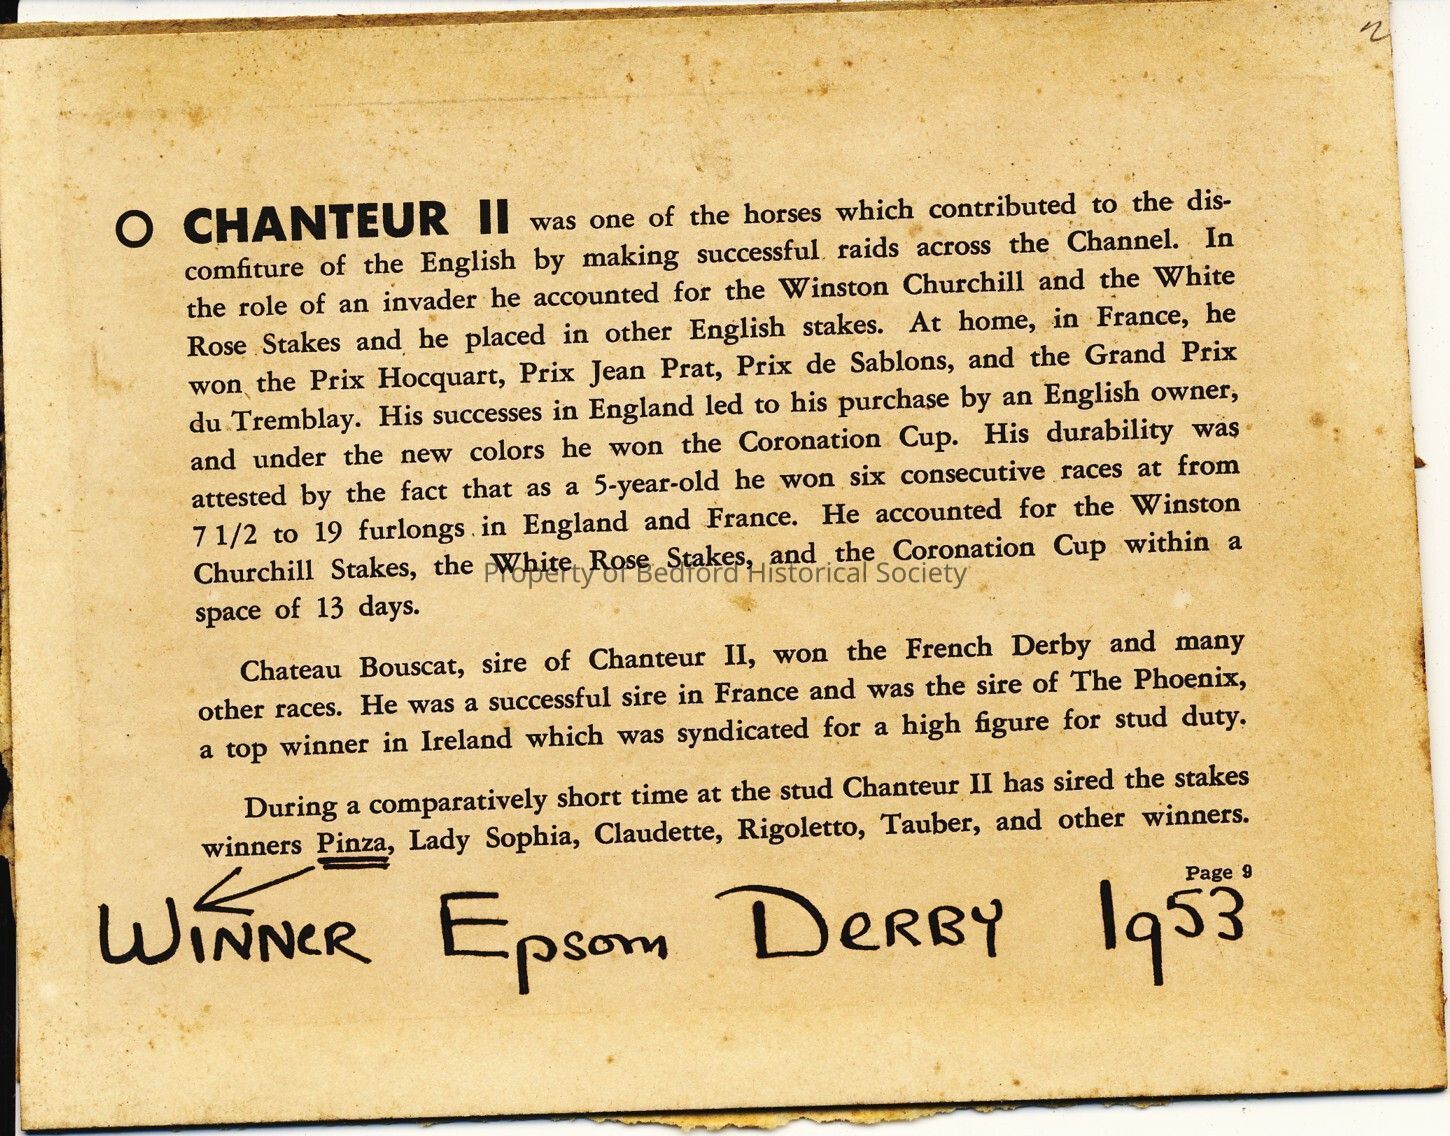 2
O CHANTEUR II was one of the horses which contributed to the dis-
comfiture of the English by making successful raids across the Channel. In
the role of an invader he accounted for the Winston Churchill and the White
Rose Stakes and he placed in other English stakes. At home, in France, he
won the Prix Hocquart, Prix Jean Prat, Prix de Sablons, and the Grand Prix
du Tremblay. His successes in England led to his purchase by an English owner,
and under the new colors he won the Coronation Cup. His durability was
attested by the fact that as a 5-year-old he won six consecutive races at from
7 1/2 to 19 furlongs in England and France. He accounted for the Winston
Churchill Stakes, the White Rose Stakes, and the Coronation Cup within a
Property of Bedford Historical Society
space of 13 days.
Chateau Bouscat, sire of Chanteur II, won the French Derby and many
other races. He was a successful sire in France and was the sire of The Phoenix,
a top winner in Ireland which was syndicated for a high figure for stud duty.
During a comparatively short time at the stud Chanteur II has sired the stakes
winners Pinza, Lady Sophia, Claudette, Rigoletto, Tauber, and other winners.
Page 9
WINNER Epsom DERBY 1953